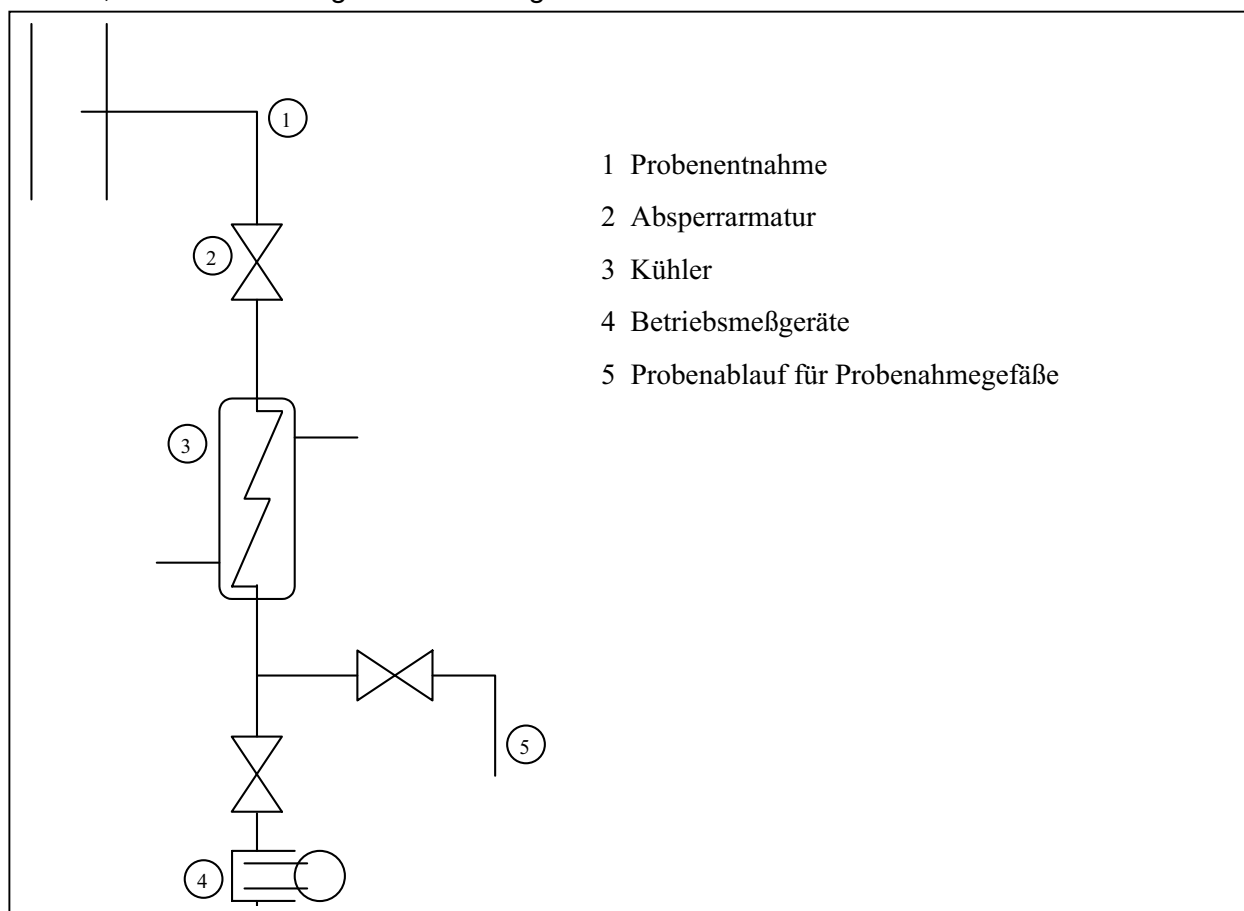 1
1 Probenentnahme
2
2 Absperrarmatur
3 Kühler
4 Betriebsmeßgeräte
5 Probenablauf für Probenahmegefäße
3
5
4